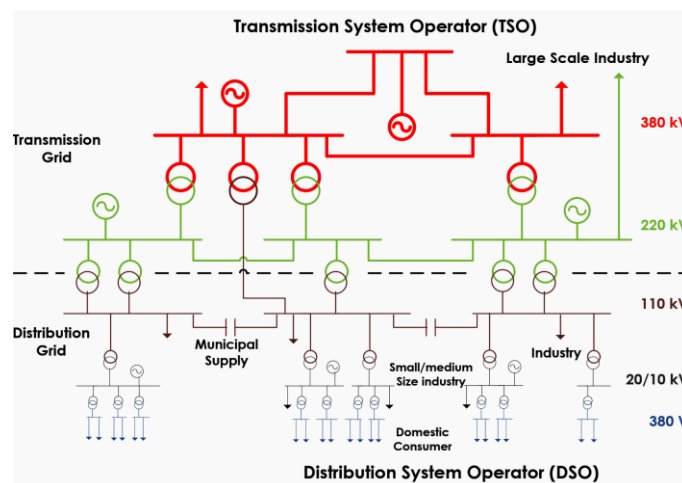 Transmission System Operator (TSO)
Large Scale Industry
380 kV
Transmission
Grid
220 kV
110 kV
Distribution
Grid
Municipal
Supply
Industry
Small/medium
Size industry
20/10 kV
380 V
Domestic
Consumer
Distribution System Operator (DSO)